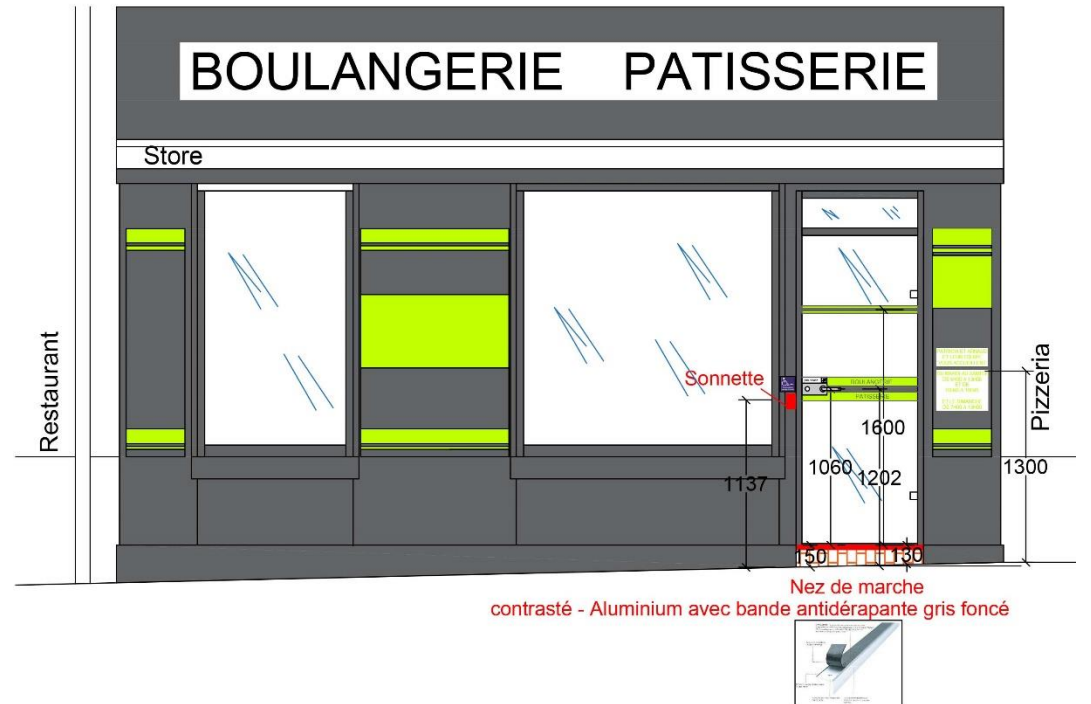 BOULANGERIE PATISSERIE
Store
Restaurant
Sonnette
BOULANGERIE
PATISSERIE
Pizzeria
1600
1060
1202
1137
1300
150
130
Nez de marche
contrasté - Aluminium avec bande antidérapante gris foncé